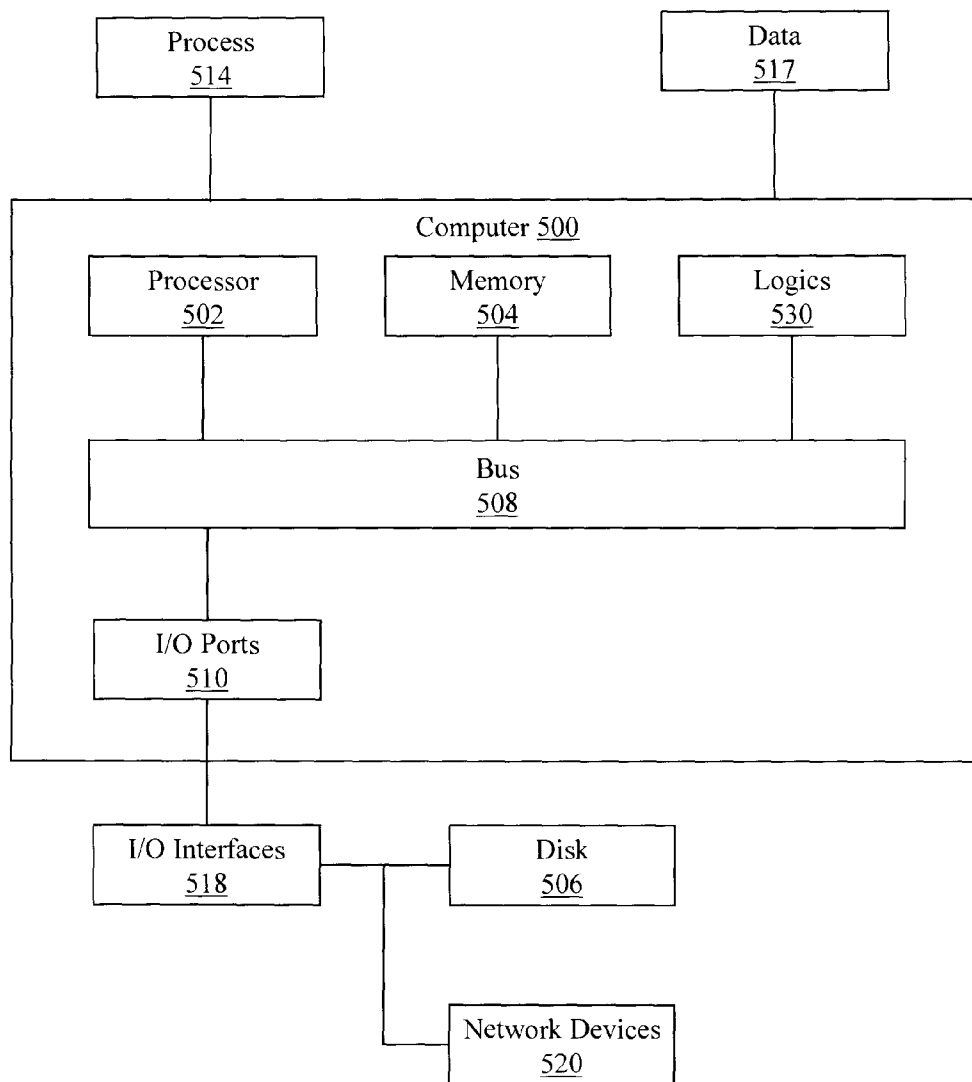 Process
514
Data
517
Computer 500
Processor
502
Memory
504
Logics
530
Bus
508
I/O Ports
510
I/O Interfaces
518
Disk
506
Network Devices
520